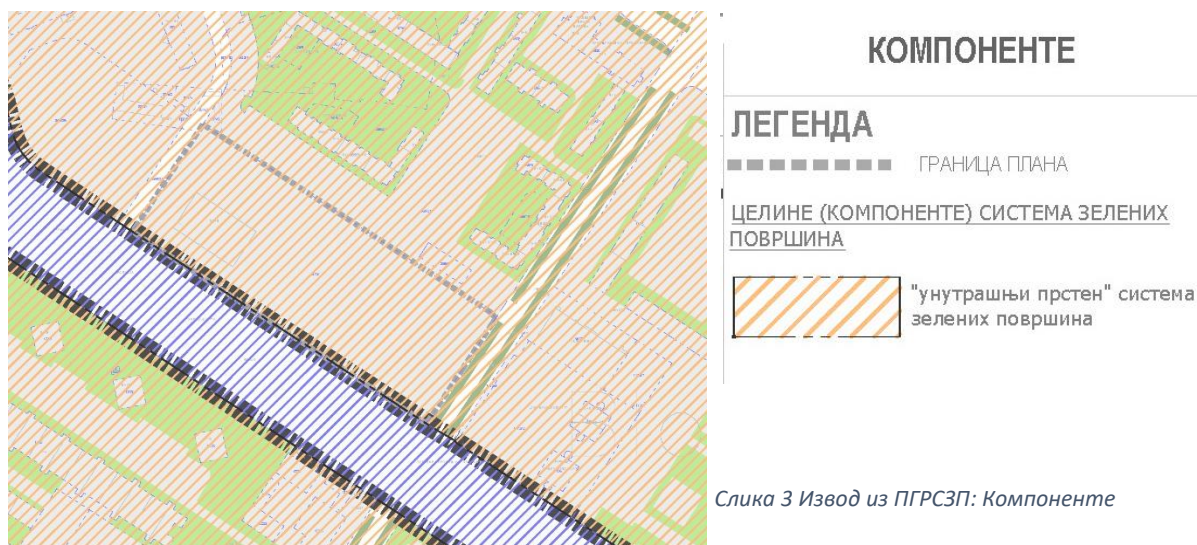 КОМПОНЕНТЕ
ЛЕГЕНДА
ГРАНИЦА ПЛАНА
ЦЕЛИНЕ (КОМПОНЕНТЕ) СИСТЕМА ЗЕЛЕНИХ
ПОВРШИНА
"унутрашњи прстен" система
зелених површина
Слика 3 Извод из ПГРСЗП: Компоненте